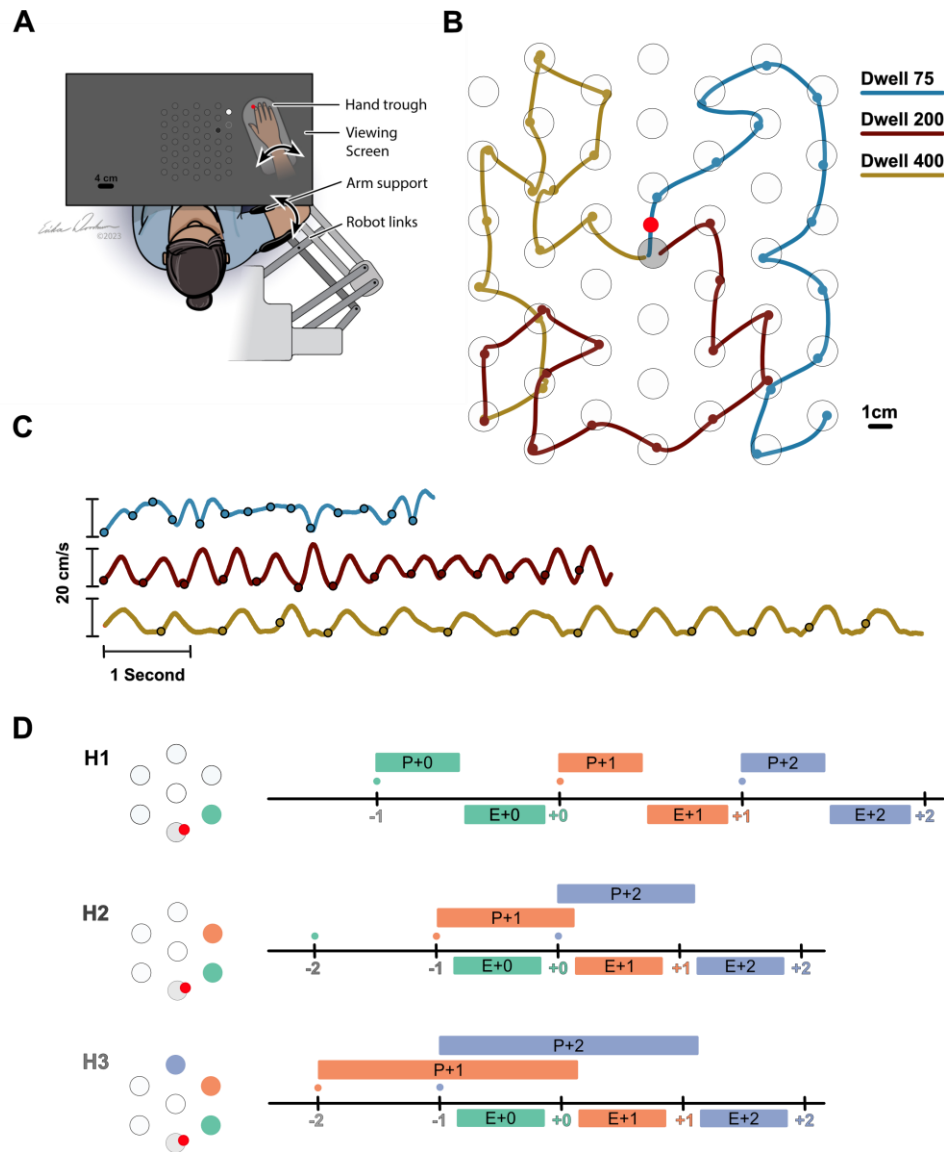 A
Hand trough
Viewing
Screen
Arm support
Robot links
4 cm
©2023
B
Dwell 75
Dwell 200
Dwell 400
1cm
C
20 cm/s
1 Second
D
H1
P+0
P+1
P+2
-1
E+0
+0
E+1
+1
E+2
+2
H2
P+2
P+1
-2
-1
E+0
+0
E+1
+1
E+2
+2
H3
P+2
P+1
-2
-1
E+0
+0
E+1
+1
E+2
+2